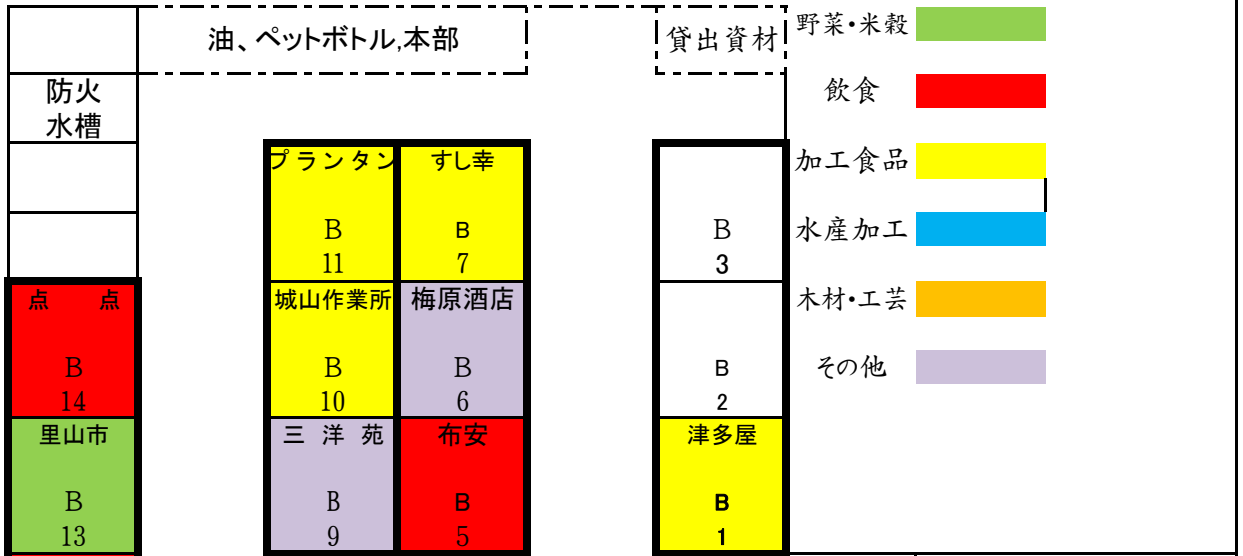 油、ペットボトル,本部
貸出資材
防火
水槽
プランタン
B
11
すし幸
B
7
B
3
点 点
B
14
城山作業所
B
10
梅原酒店
B
6
B
2
里山市
B
13
三 洋 苑
B
9
布安
B
5
津多屋
B
1
野菜・米穀
飲食
加工食品
水産加工
木材・工芸
その他